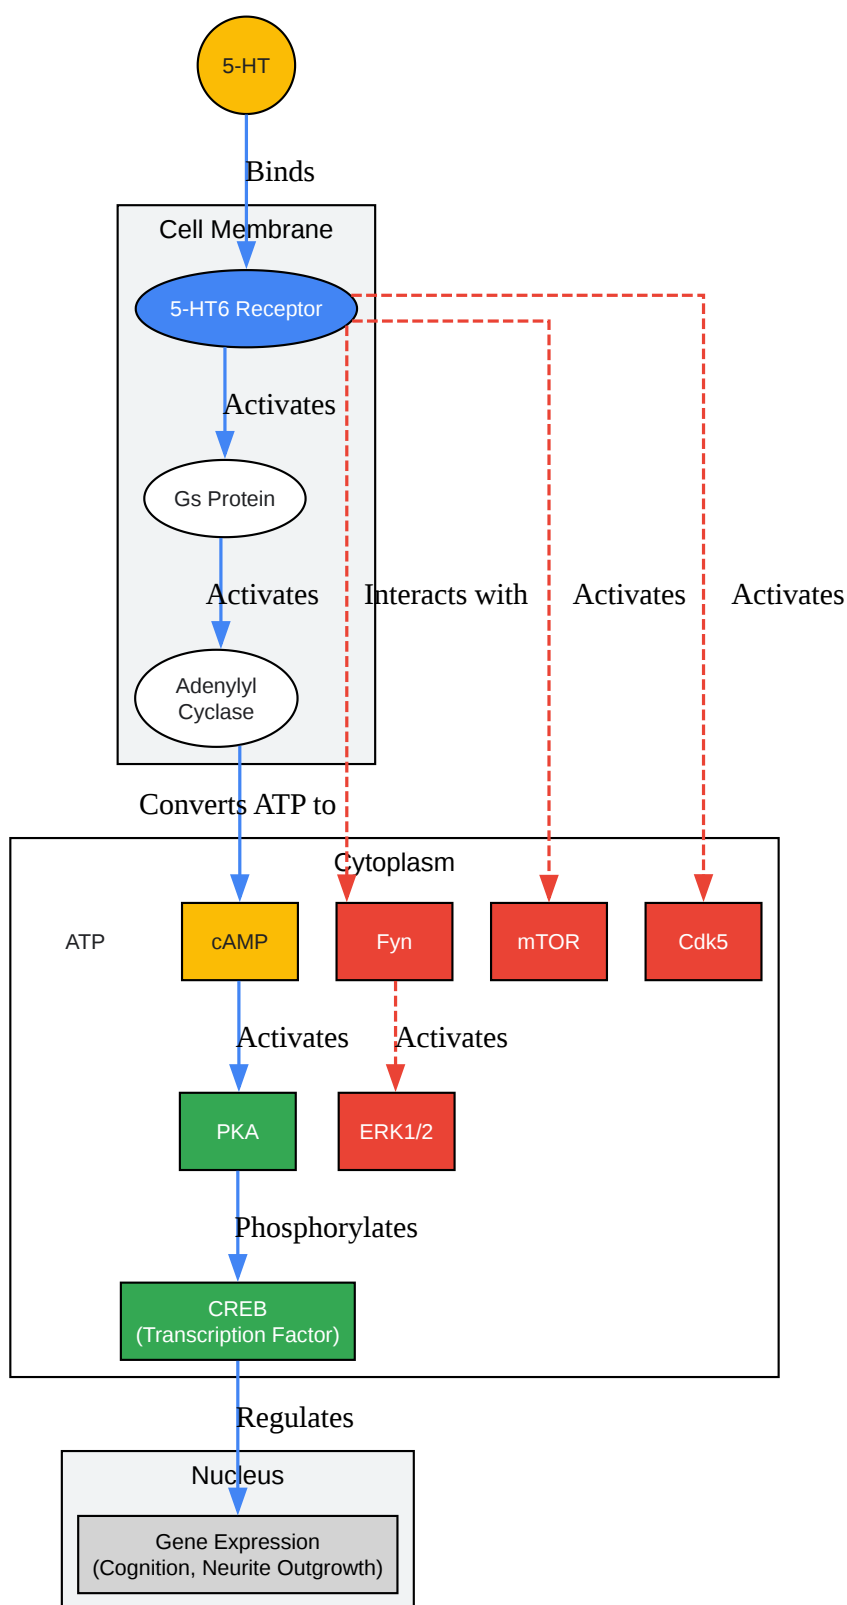 5-HT
Binds
Cell Membrane
5-HT6 Receptor
Activates
Gs Protein
Activates
Interacts with
Activates
Activates
Adenylyl
Cyclase
Converts ATP to
Cytoplasm
ATP
cAMP
Fyn
mTOR
Cdk5
Activates
Activates
PKA
ERK1/2
Phosphorylates
CREB
(Transcription Factor)
Regulates
Nucleus
Gene Expression
(Cognition, Neurite Outgrowth)